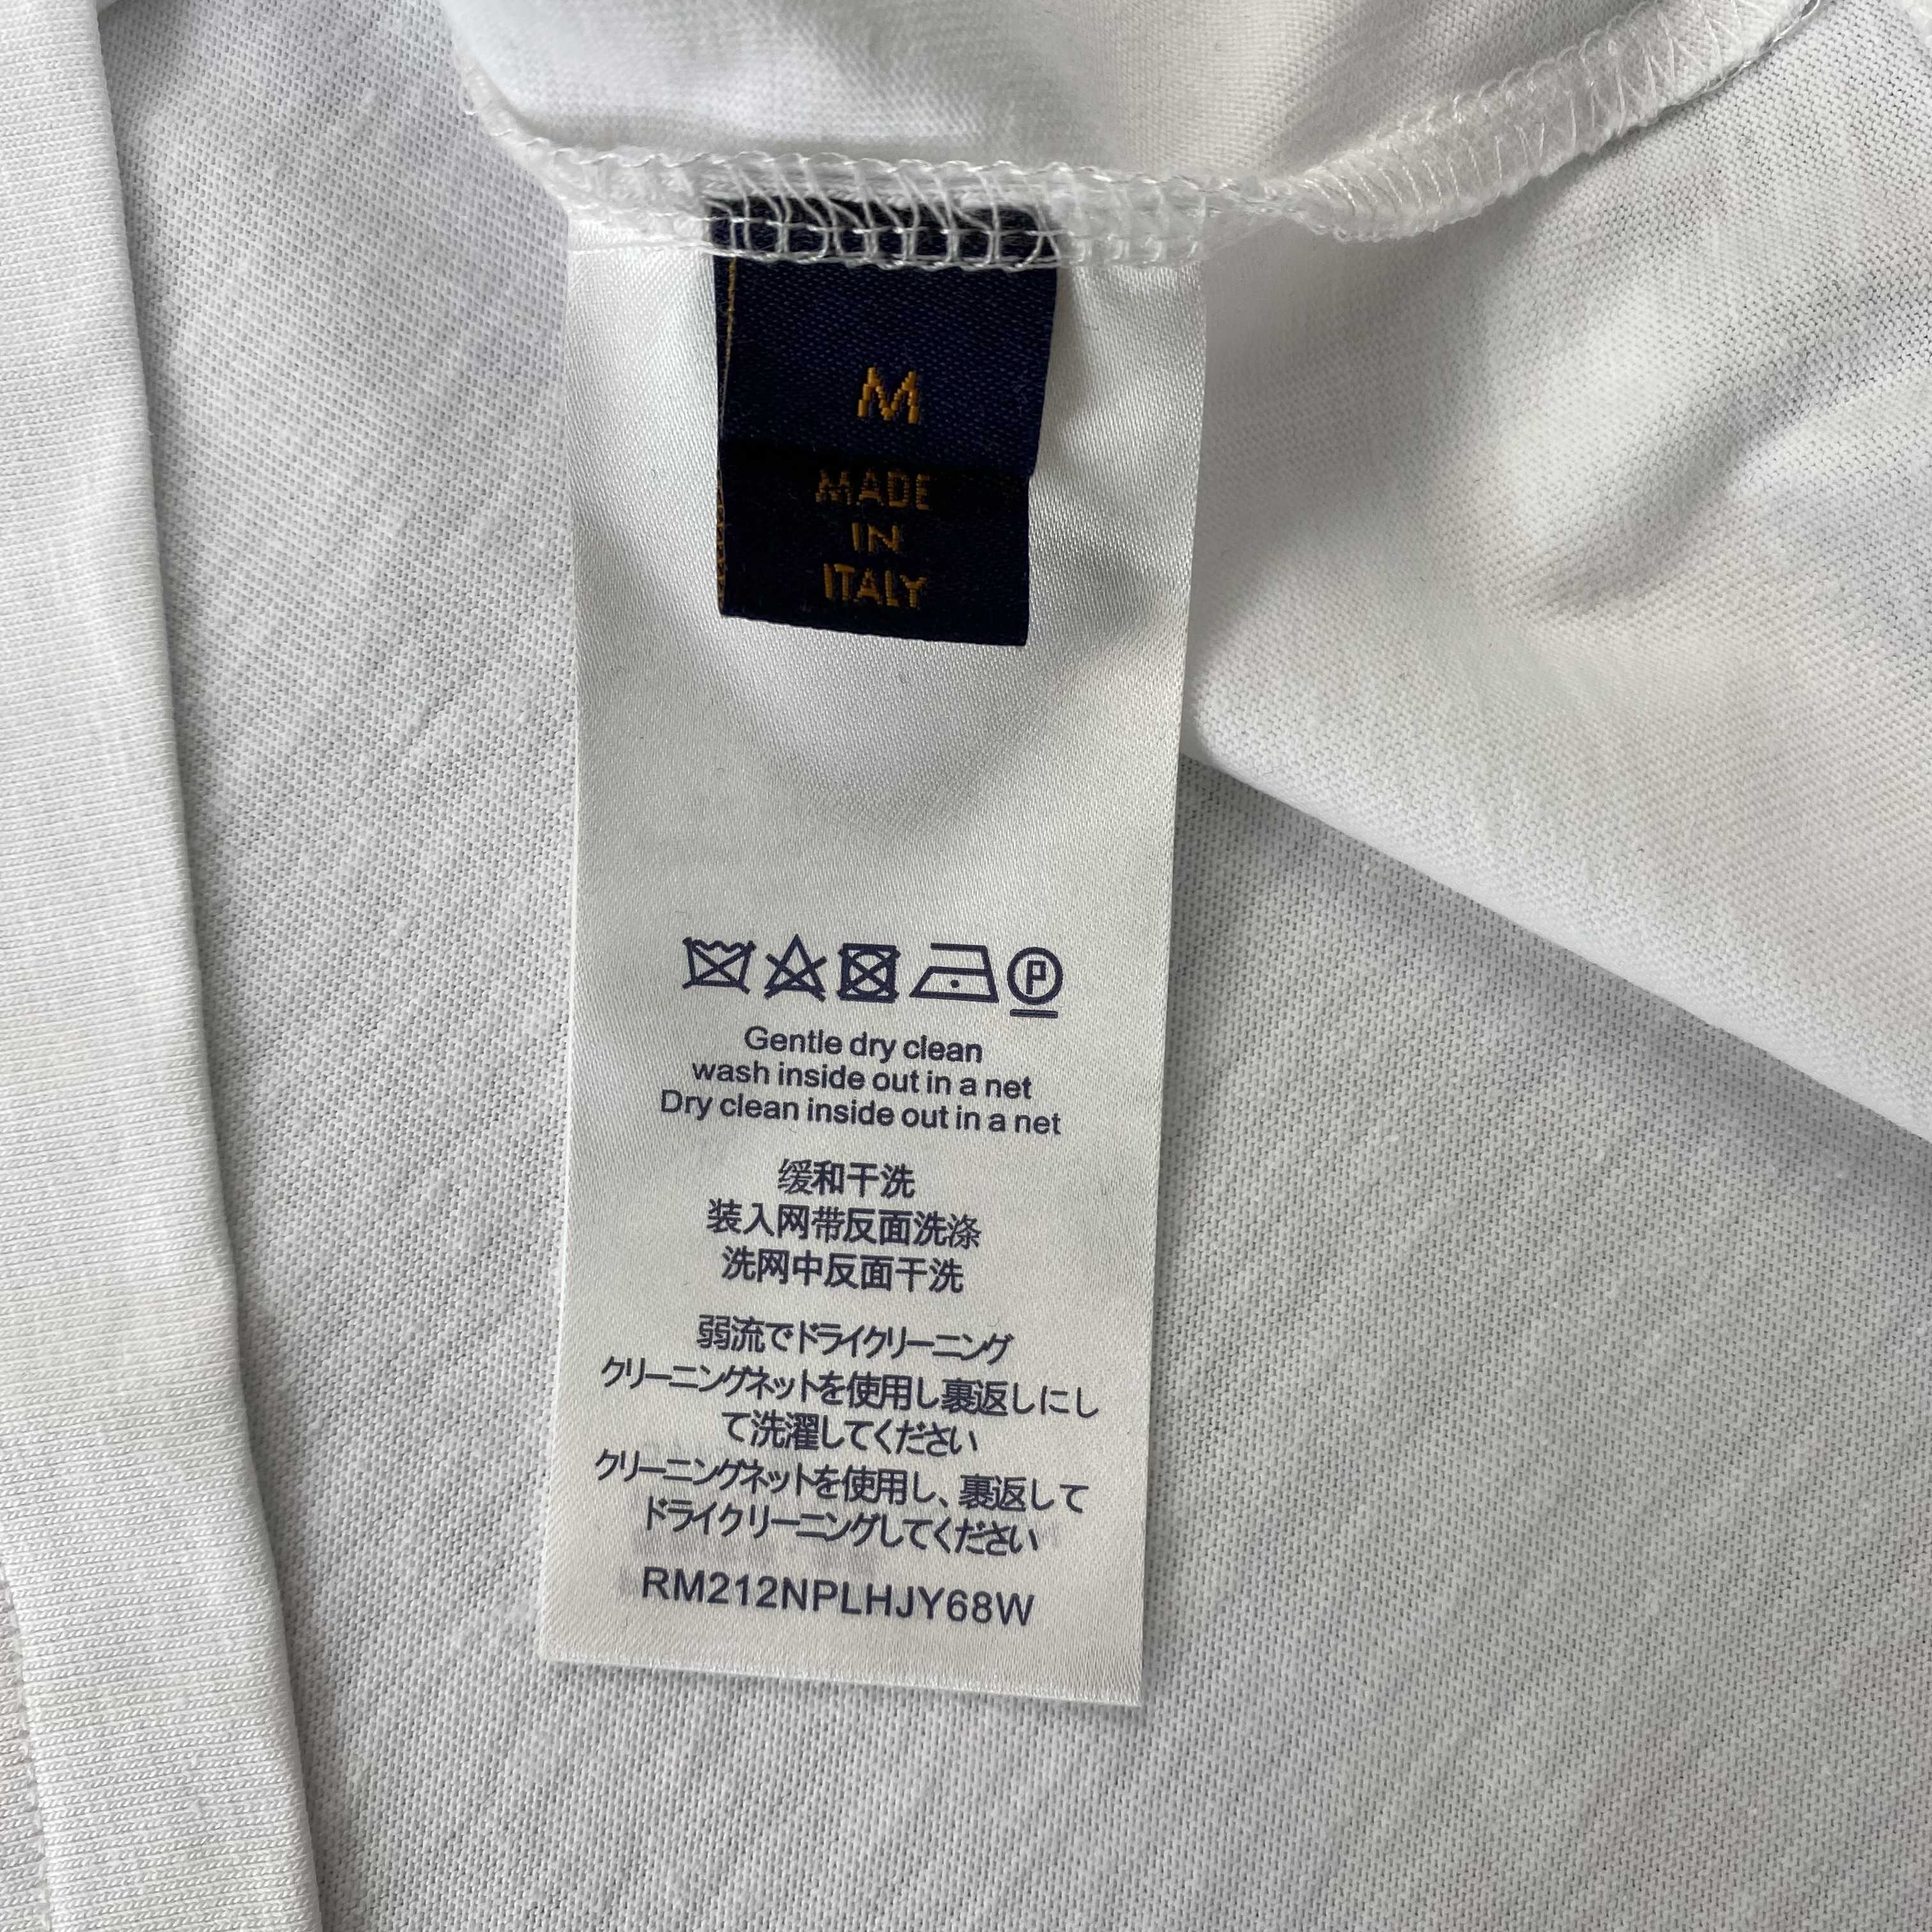 M
MADE
IN
ITALY
P
Gentle dry clean
wash inside out in a net
Dry clean inside out in a net
缓和干洗
装入网带反面洗涤
洗网中反面干洗
弱流でドライクリーニング
クリーニングネットを使用し裏返しにし
て洗濯してください
クリーニングネットを使用し、裏返して
ドライクリーニングしてください
RM212NPLHJY68W